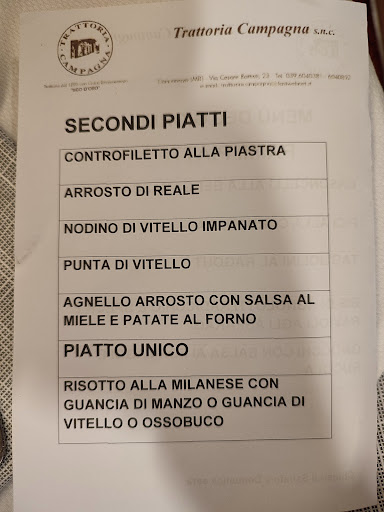 TRATTORIA
CAMPAGNA
Trattoria Campagna s.n.c.
SECONDI PIATTI
CONTROFILETTO ALLA PIASTRA
ARROSTO DI REALE
NODINO DI VITELLO IMPANATO
PUNTA DI VITELLO
AGNELLO ARROSTO CON SALSA AL
MIELE E PATATE AL FORNO
PIATTO UNICO
RISOTTO ALLA MILANESE CON
GUANCIA DI MANZO O GUANCIA DI
VITELLO O OSSOBUCO